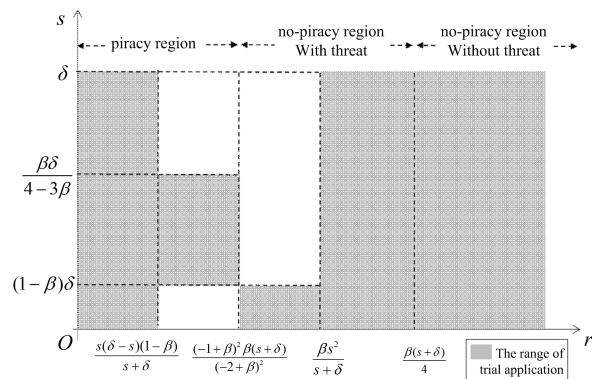 s
piracy region
no-piracy region
With threat
no-piracy region
Without threat
δ
βδ
4 − 3β
(1 − β)δ
O
s(δ − s)(1 − β)
s + δ
(−1 + β)² β(s + δ)
(−2 + β)²
βs²
s + δ
β(s + δ)
4
r
The range of
trial application